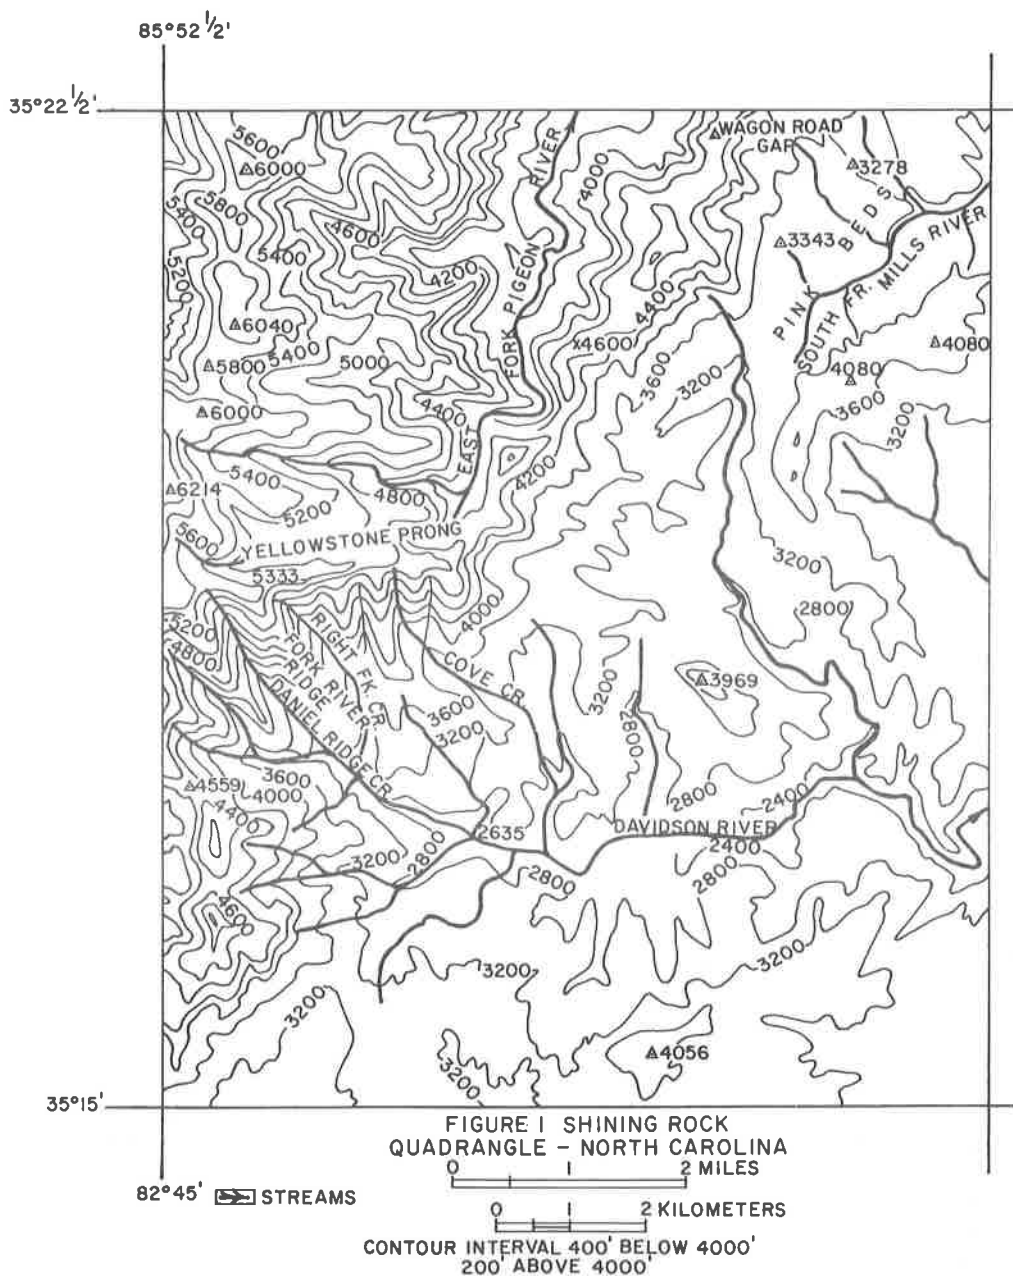 85°52 1/2'
35°22 1/2'
WAGON ROAD
GAP
5600
6000
RIVER
4000
3278
5800
5400
4600
BEDS
5400
3343
5200
4200
PIGEON
4400
MILLS RIVER
PINK
SOUTH FR.
6040
5400
4600
4080
5800
5000
FORK
3600
3200
4080
6000
4400
3600
3200
EAST
5400
4800
4200
6214
5200
5600
YELLOWSTONE PRONG
3200
5333
4000
2800
5200
RIGHT FK. CR.
4800
FORK RIVER
RIDGE
COVE CR.
3969
DANIEL RIDGE CR.
3600
3200
3200
2800
3600
4559
4000
2800
2400
4400
2635
DAVIDSON RIVER
2400
3200
2800
2800
2800
4600
3200
3200
3200
4056
3200
35°15'
FIGURE 1 SHINING ROCK
QUADRANGLE - NORTH CAROLINA
0 1 2 MILES
82°45'
STREAMS
0 1 2 KILOMETERS
CONTOUR INTERVAL 400' BELOW 4000'
200' ABOVE 4000'